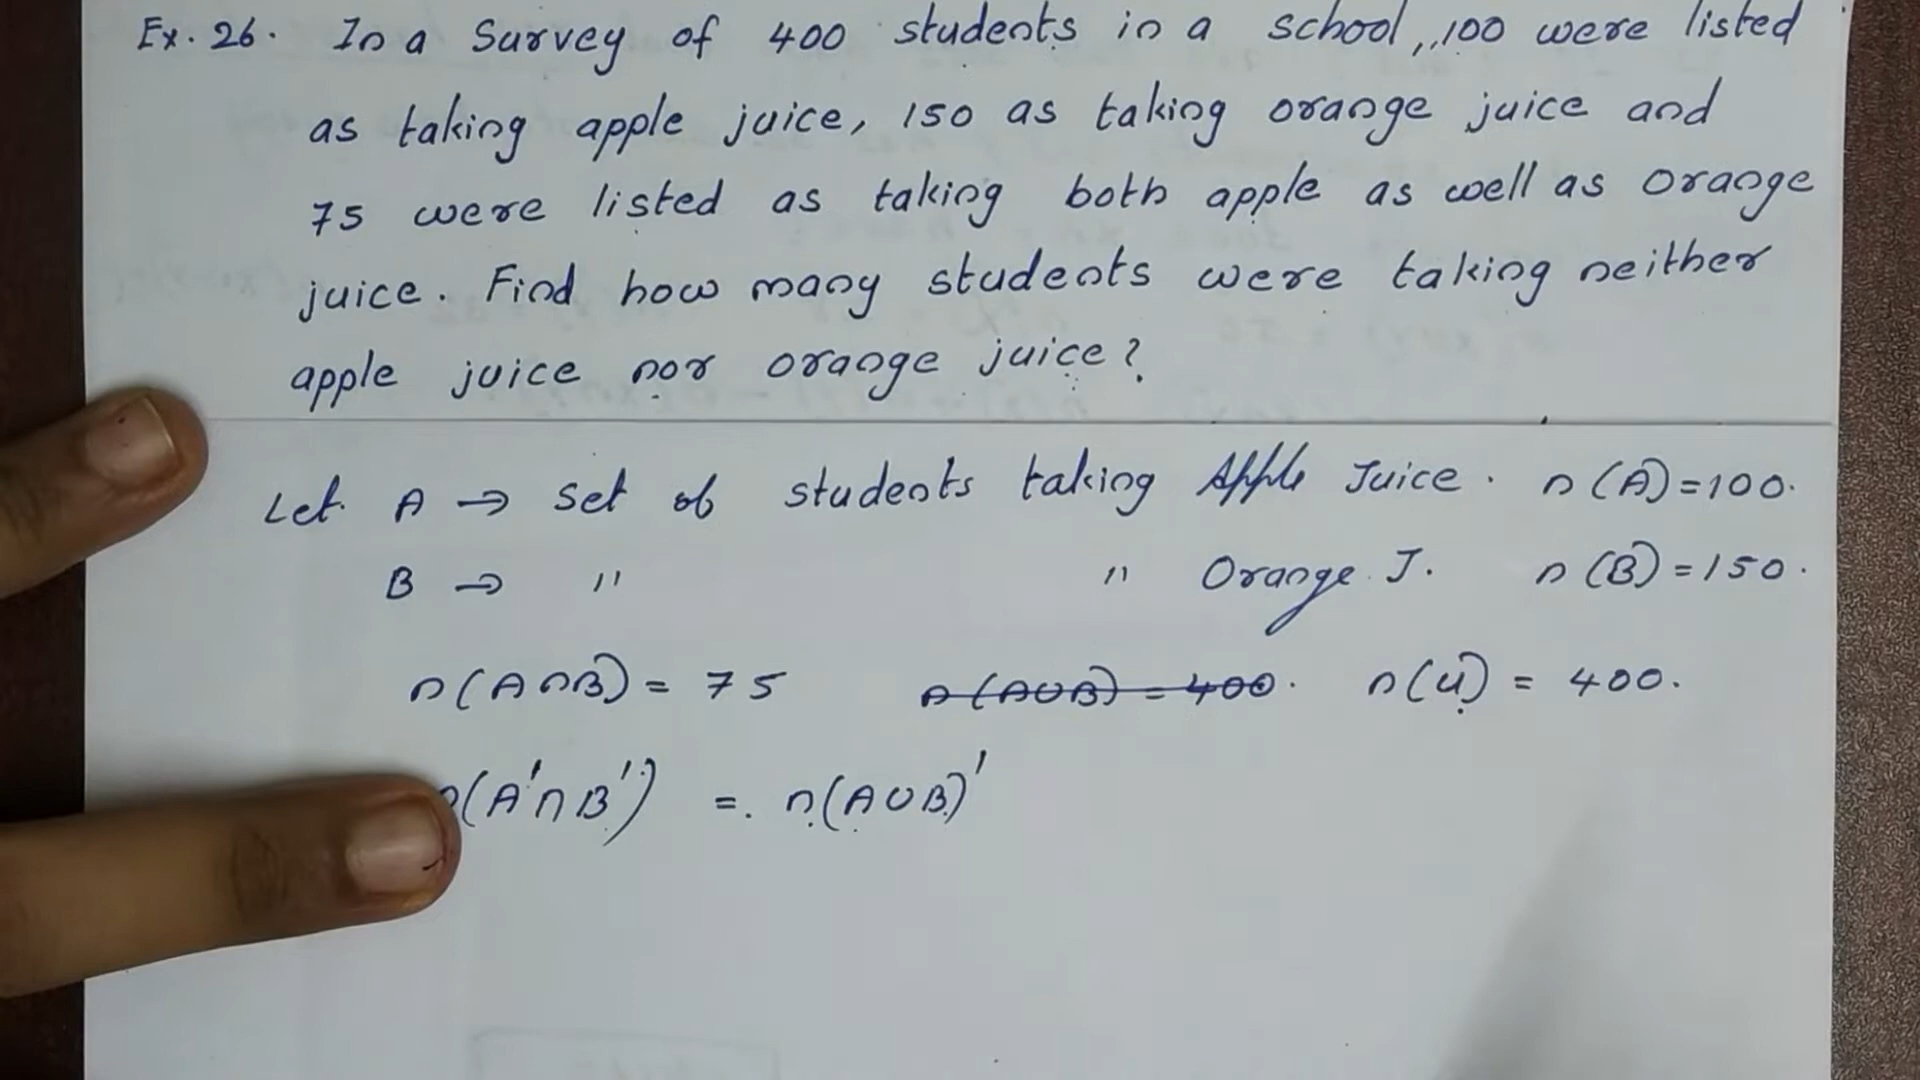 Ex. 26. In a Survey of 400 students in a school, 100 were listed
as taking apple juice, 150 as taking orange juice and
75 were listed as taking both apple as well as orange
juice. Find how many students were taking neither
apple juice nor orange juice?
Let A → set of students taking Apple Juice. n(A)=100.
B → " " Orange J. n(B)=150.
n(A∩B) = 75 n(A∪B) = 400. n(U) = 400.
n(A'∩B') = n(A∪B)'